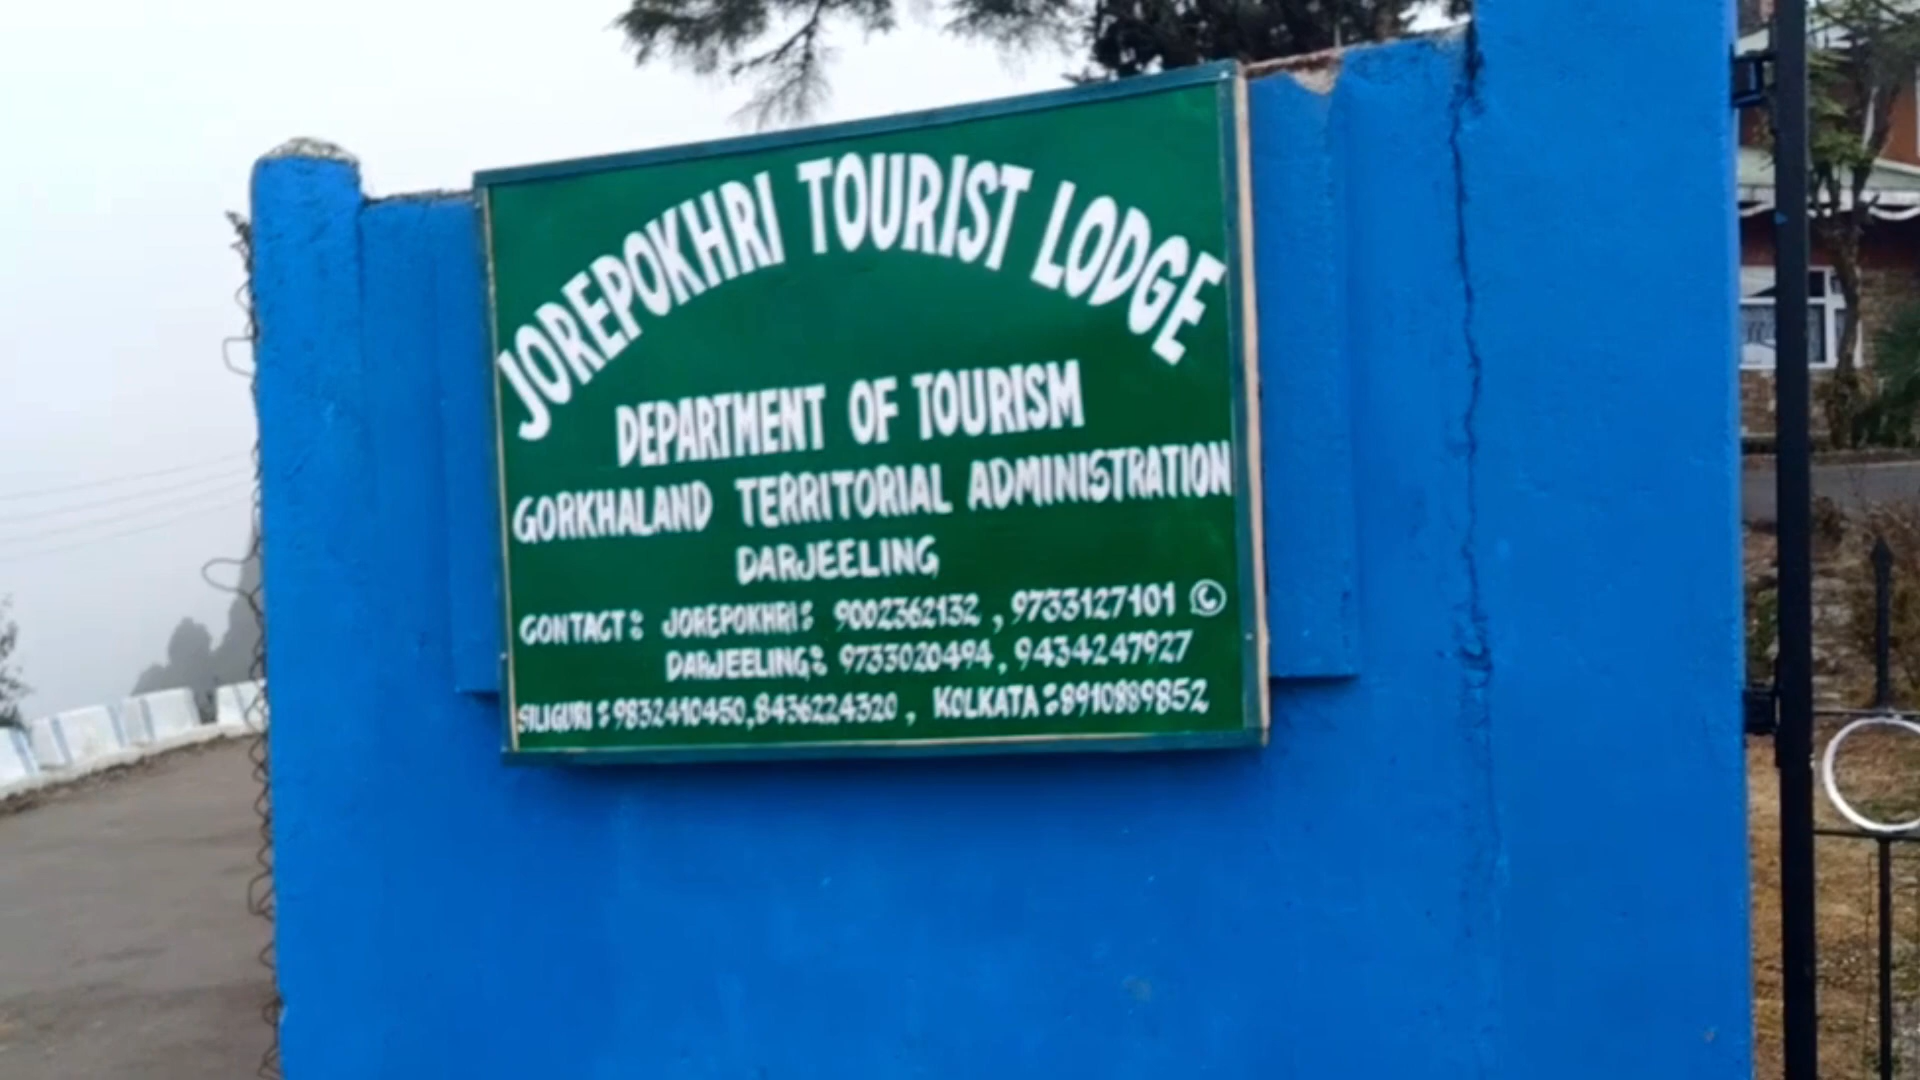 JOREPOKHRI TOURIST LODGE
DEPARTMENT OF TOURISM
GORKHALAND TERRITORIAL ADMINISTRATION
DARJEELING
CONTACT: JOREPOKHRI: 9002362132, 9733127101
DARJEELING: 9733020494, 9434247927
SILIGURI: 9832410450, 8436224320, KOLKATA: 8910889852